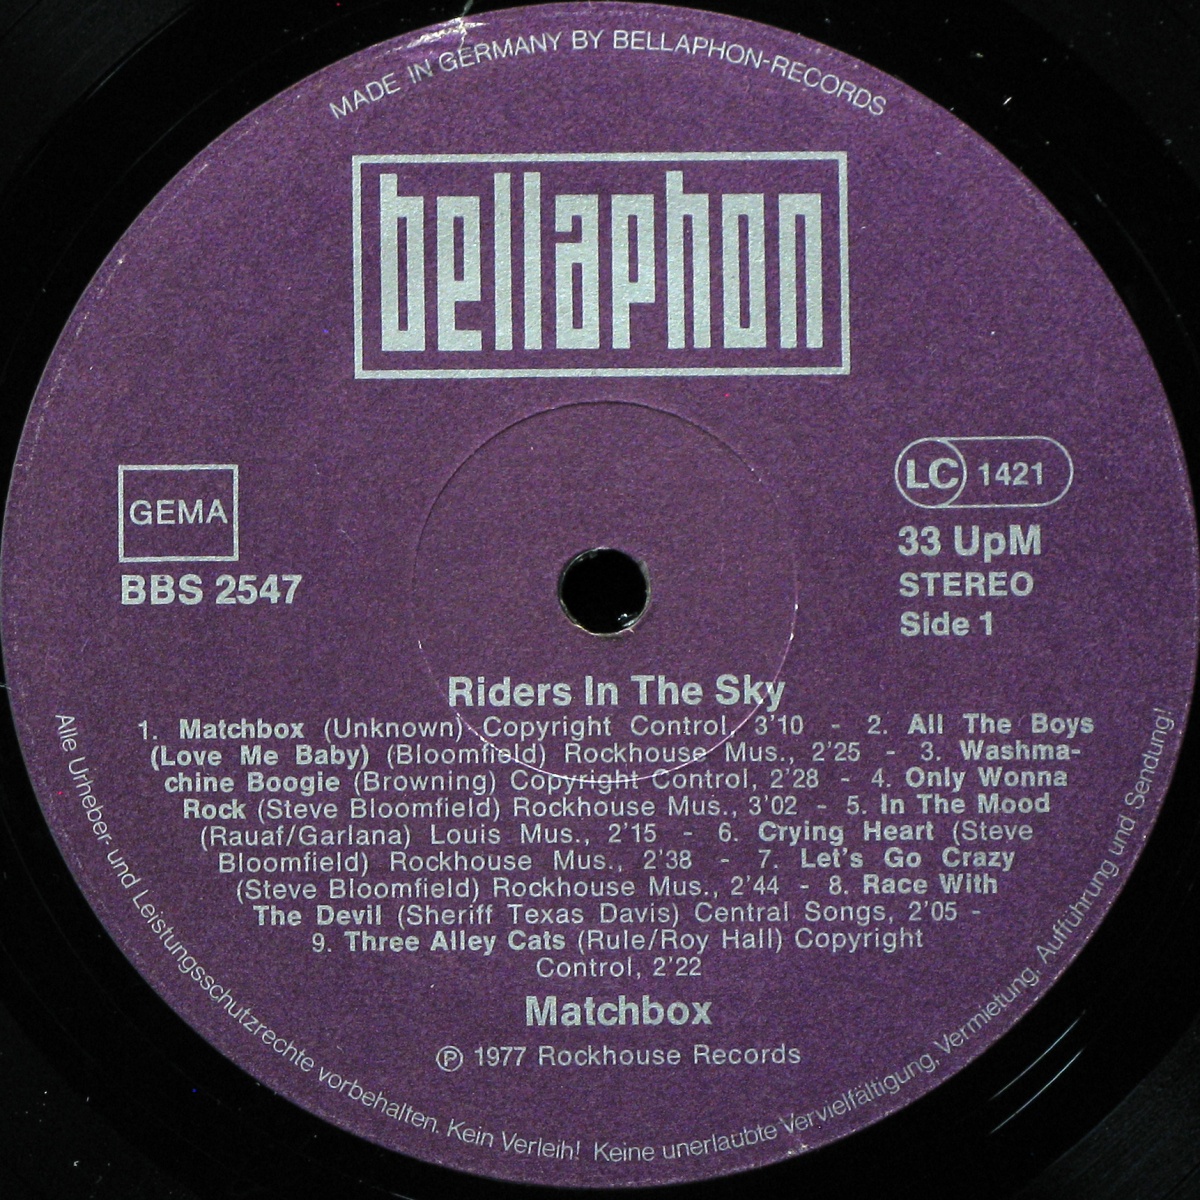 MADE IN GERMANY BY BELLAPHON-RECORDS
bellaphon
GEMA
BBS 2547
LC 1421
33 UpM
STEREO
Side 1
Riders In The Sky
1. Matchbox (Unknown) Copyright Control, 3'10 - 2. All The Boys
(Love Me Baby) (Bloomfield) Rockhouse Mus., 2'25 - 3. Washma-
chine Boogie (Browning) Copyright Control, 2'28 - 4. Only Wonna
Rock (Steve Bloomfield) Rockhouse Mus., 3'02 - 5. In The Mood
(Rauaf/Garlana) Louis Mus., 2'15 - 6. Crying Heart (Steve
Bloomfield) Rockhouse Mus., 2'38 - 7. Let's Go Crazy
(Steve Bloomfield) Rockhouse Mus., 2'44 - 8. Race With
The Devil (Sheriff Texas Davis) Central Songs, 2'05 -
9. Three Alley Cats (Rule/Roy Hall) Copyright
Control, 2'22
Matchbox
℗ 1977 Rockhouse Records
Alle Urheber- und Leistungsschutzrechte vorbehalten. Kein Verleih! Keine unerlaubte Vervielfältigung, Vermietung, Aufführung und Sendung!